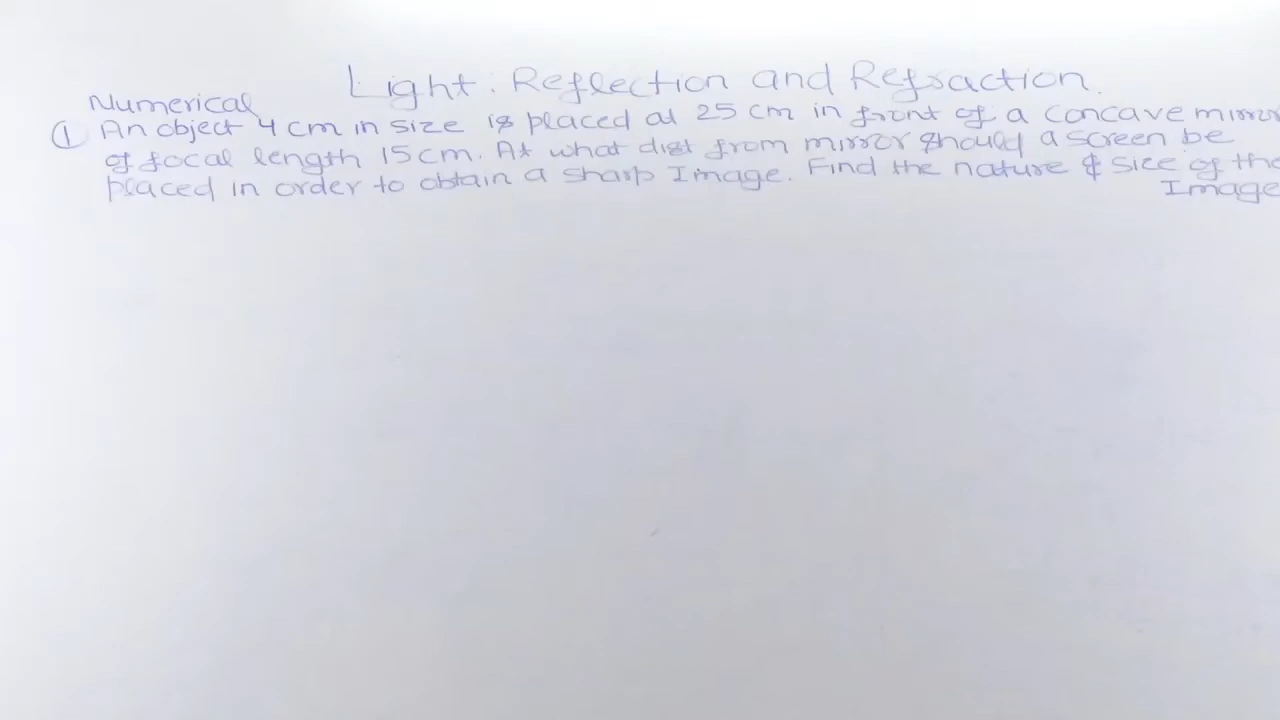 Light : Reflection and Refraction.
Numerical
① An object 4 cm in size is placed at 25 cm in front of a concave mirror
of focal length 15 cm. At what dist from mirror should a screen be
placed in order to obtain a sharp Image. Find the nature & size of the
Image